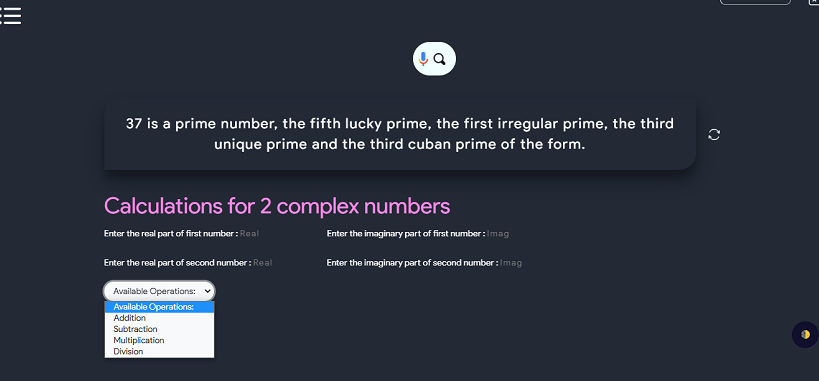 37 is a prime number, the fifth lucky prime, the first irregular prime, the third
unique prime and the third cuban prime of the form.
Calculations for 2 complex numbers
Enter the real part of first number : Real Enter the imaginary part of first number : Imag
Enter the real part of second number : Real Enter the imaginary part of second number : Imag
Available Operations:
Available Operations:
Addition
Subtraction
Multiplication
Division